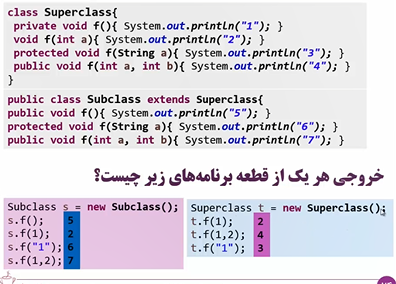 class Superclass{
private void f(){ System.out.println("1"); }
void f(int a){ System.out.println("2"); }
protected void f(String a){ System.out.println("3"); }
public void f(int a, int b){ System.out.println("4"); }
}
public class Subclass extends Superclass{
public void f(){ System.out.println("5"); }
protected void f(String a){ System.out.println("6"); }
public void f(int a, int b){ System.out.println("7"); }
خروجی هر یک از قطعه برنامه‌های زیر چیست؟
Subclass s = new Subclass();
s.f(); 5
s.f(1); 2
s.f("1"); 6
s.f(1,2); 7
Superclass t = new Superclass();
t.f(1); 2
t.f(1,2); 4
t.f("1"); 3